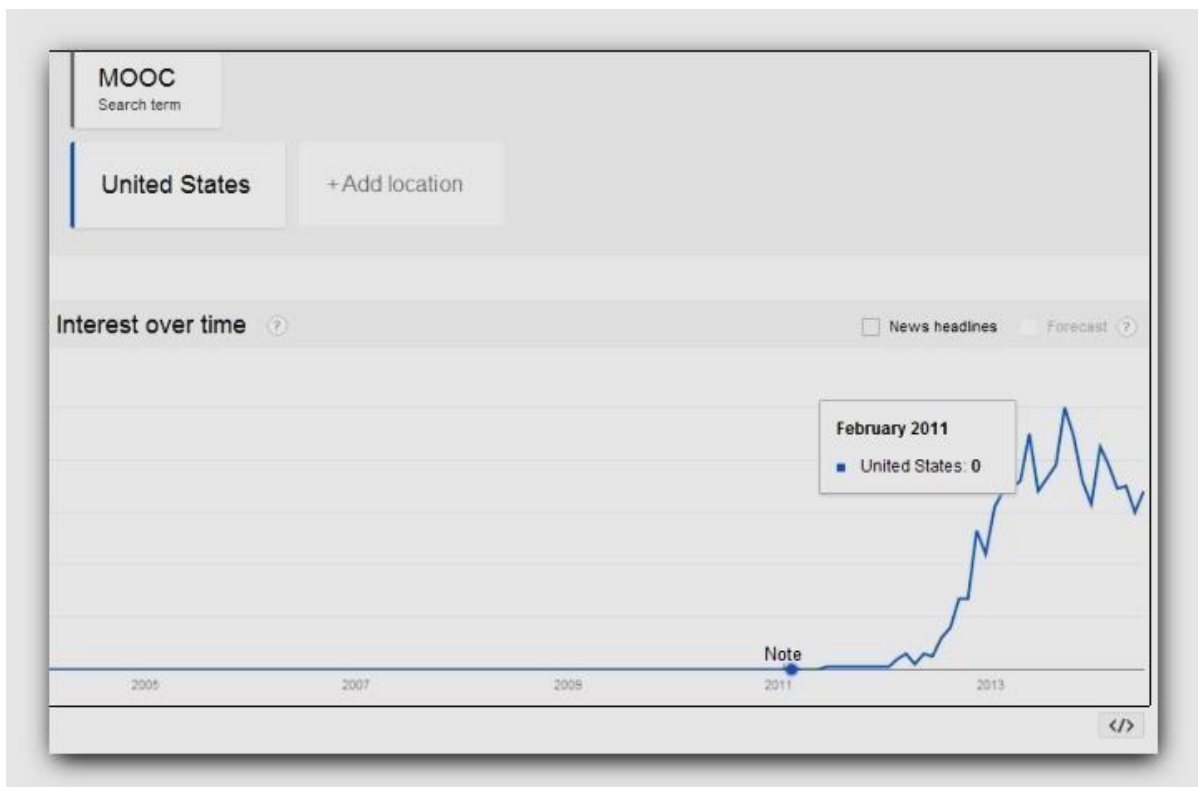 MOOC
Search term
United States
+Add location
Interest over time ?
News headlines
Forecast ?
February 2011
United States: 0
Note
2005 2007 2009 2011 2013
</>